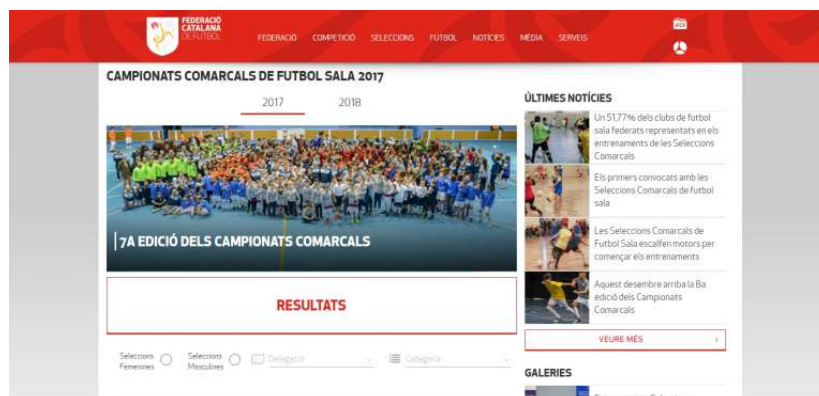 FEDERACIÓ
CATALANA
DE FUTBOL
FEDERACIÓ COMPETICIÓ SELECCIONS FUTBOL NOTÍCIES MÈDIA SERVEIS
FCF
CAMPIONATS COMARCALS DE FUTBOL SALA 2017
2017 2018
7A EDICIÓ DELS CAMPIONATS COMARCALS
RESULTATS
Seleccions
Femenines
Seleccions
Masculines
Delegació
Categoria
ÚLTIMES NOTÍCIES
Un 51,77% dels clubs de futbol
sala federats representats en els
entrenaments de les Seleccions
Comarcals
Els primers convocats amb les
Seleccions Comarcals de futbol
sala
Les Seleccions Comarcals de
Futbol Sala escalfen motors per
començar els entrenaments
Aquest desembre arriba la 8a
edició dels Campionats
Comarcals
VEURE MÉS
GALERIES